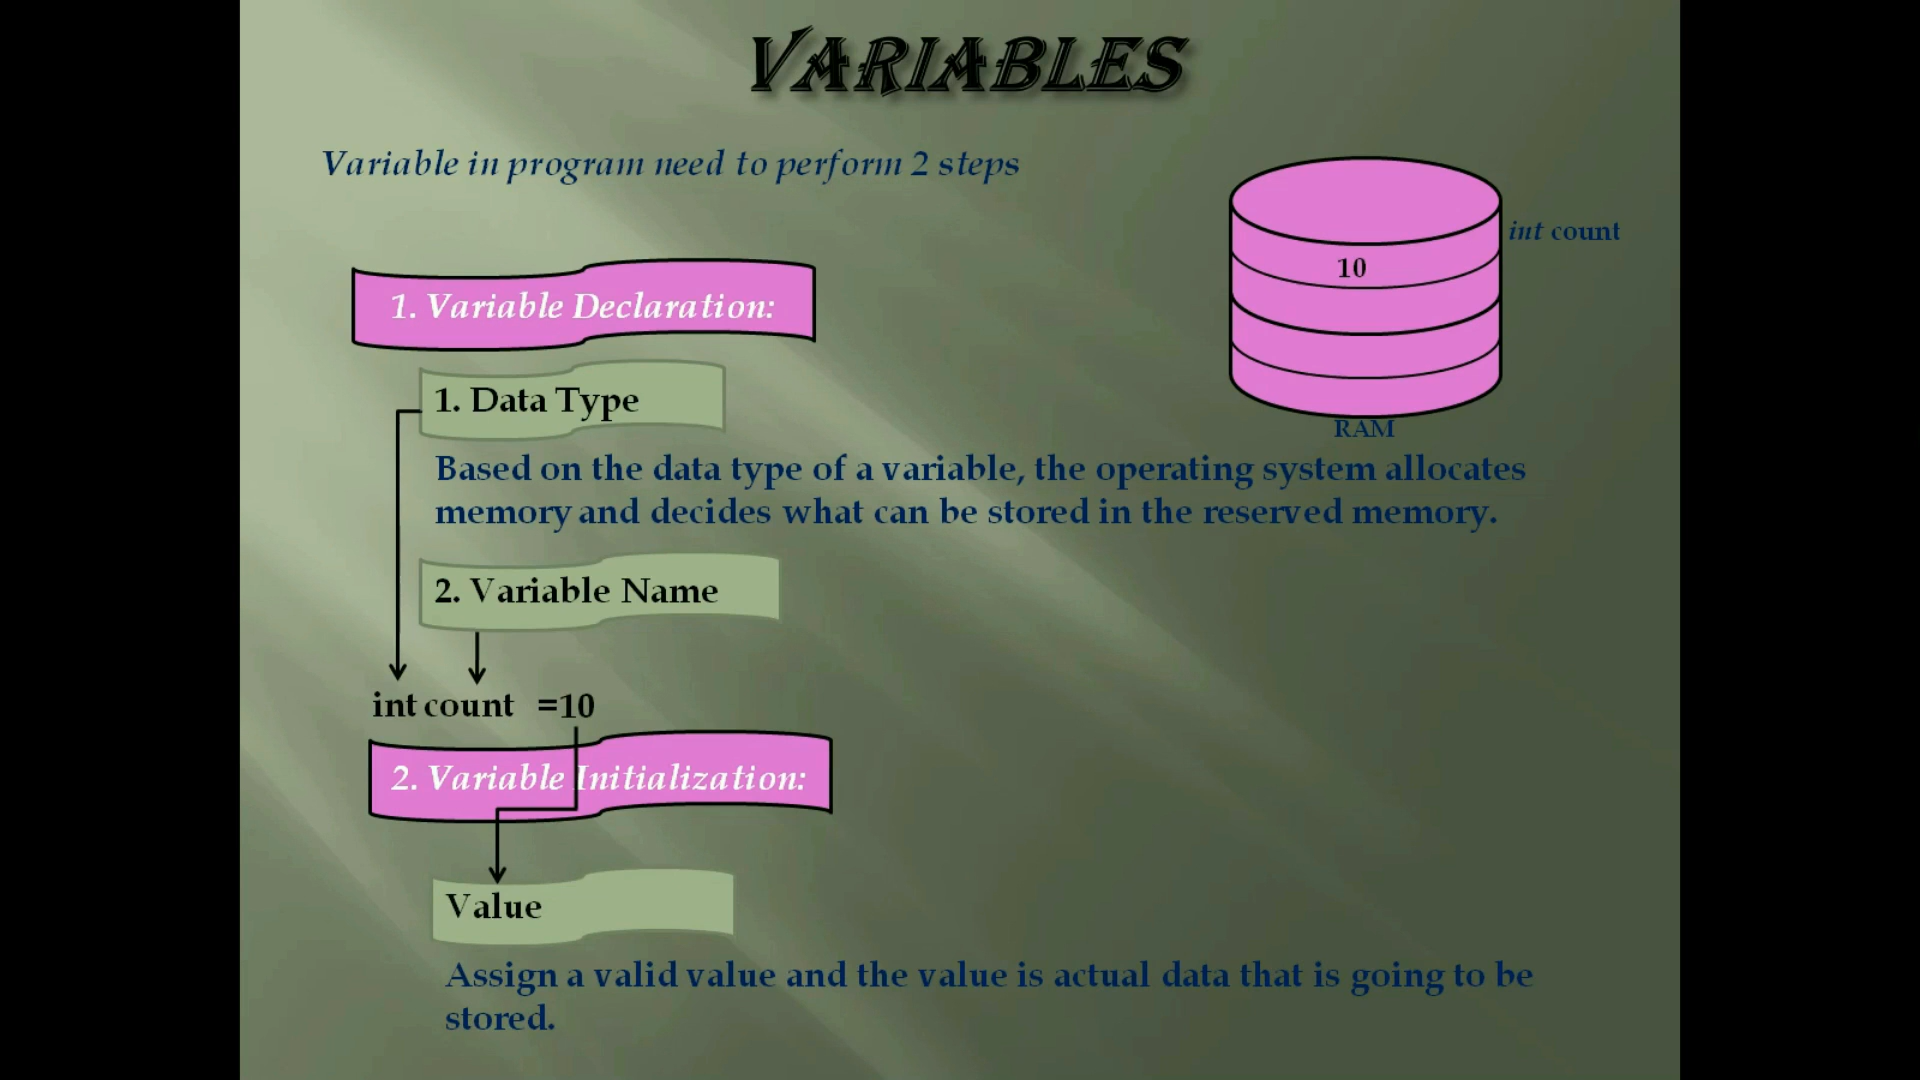 VARIABLES
Variable in program need to perform 2 steps
int count
10
RAM
1. Variable Declaration:
1. Data Type
Based on the data type of a variable, the operating system allocates
memory and decides what can be stored in the reserved memory.
2. Variable Name
int count =10
2. Variable Initialization:
Value
Assign a valid value and the value is actual data that is going to be
stored.